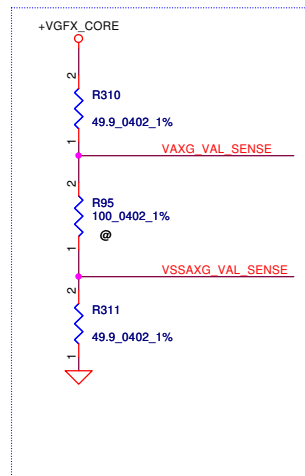 +VGFX_CORE
2
R310
49.9_0402_1%
1
VAXG_VAL_SENSE
2
R95
100_0402_1%
@
1
VSSAXG_VAL_SENSE
2
R311
49.9_0402_1%
1